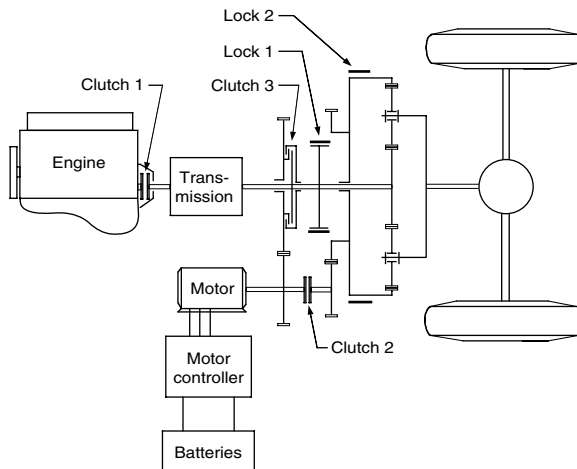 Lock 2
Lock 1
Clutch 1
Clutch 3
Engine
Trans-
mission
Motor
Clutch 2
Motor
controller
Batteries